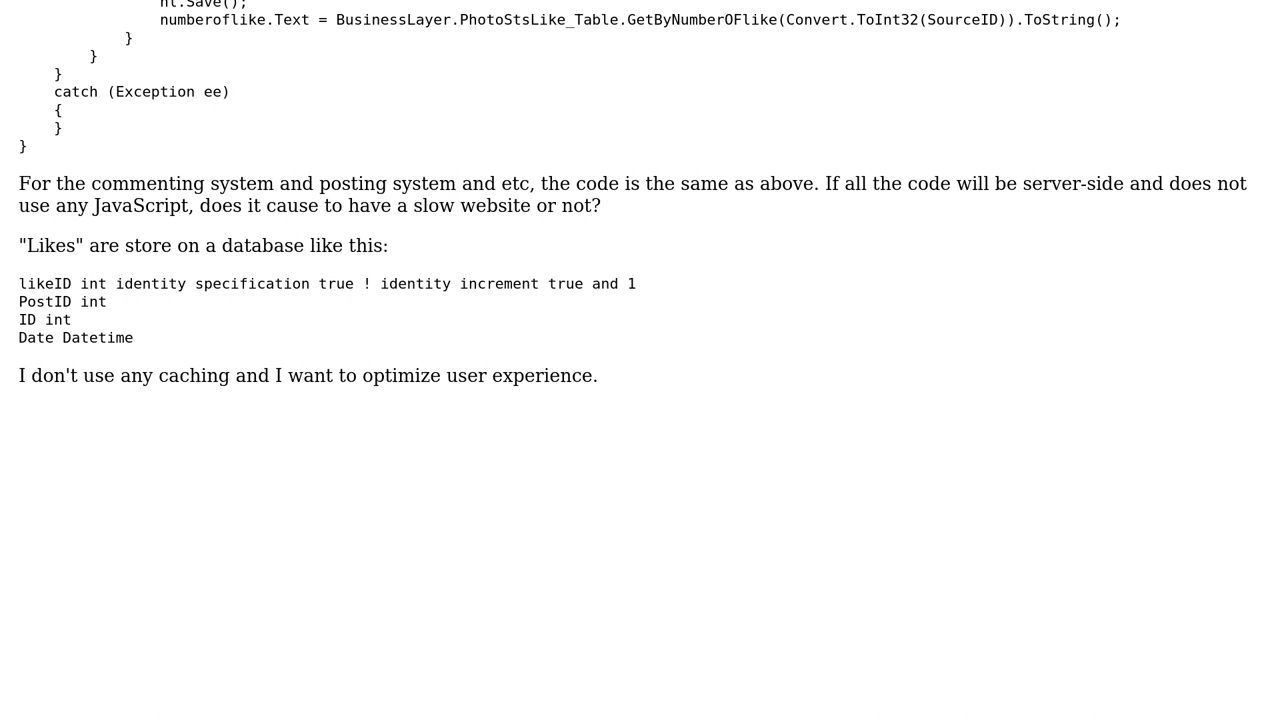 nl.Save();
numberoflike.Text = BusinessLayer.PhotoStsLike_Table.GetByNumberOFlike(Convert.ToInt32(SourceID)).ToString();
}
}
}
catch (Exception ee)
{
}
}
For the commenting system and posting system and etc, the code is the same as above. If all the code will be server-side and does not
use any JavaScript, does it cause to have a slow website or not?
"Likes" are store on a database like this:
likeID int identity specification true ! identity increment true and 1
PostID int
ID int
Date Datetime
I don't use any caching and I want to optimize user experience.